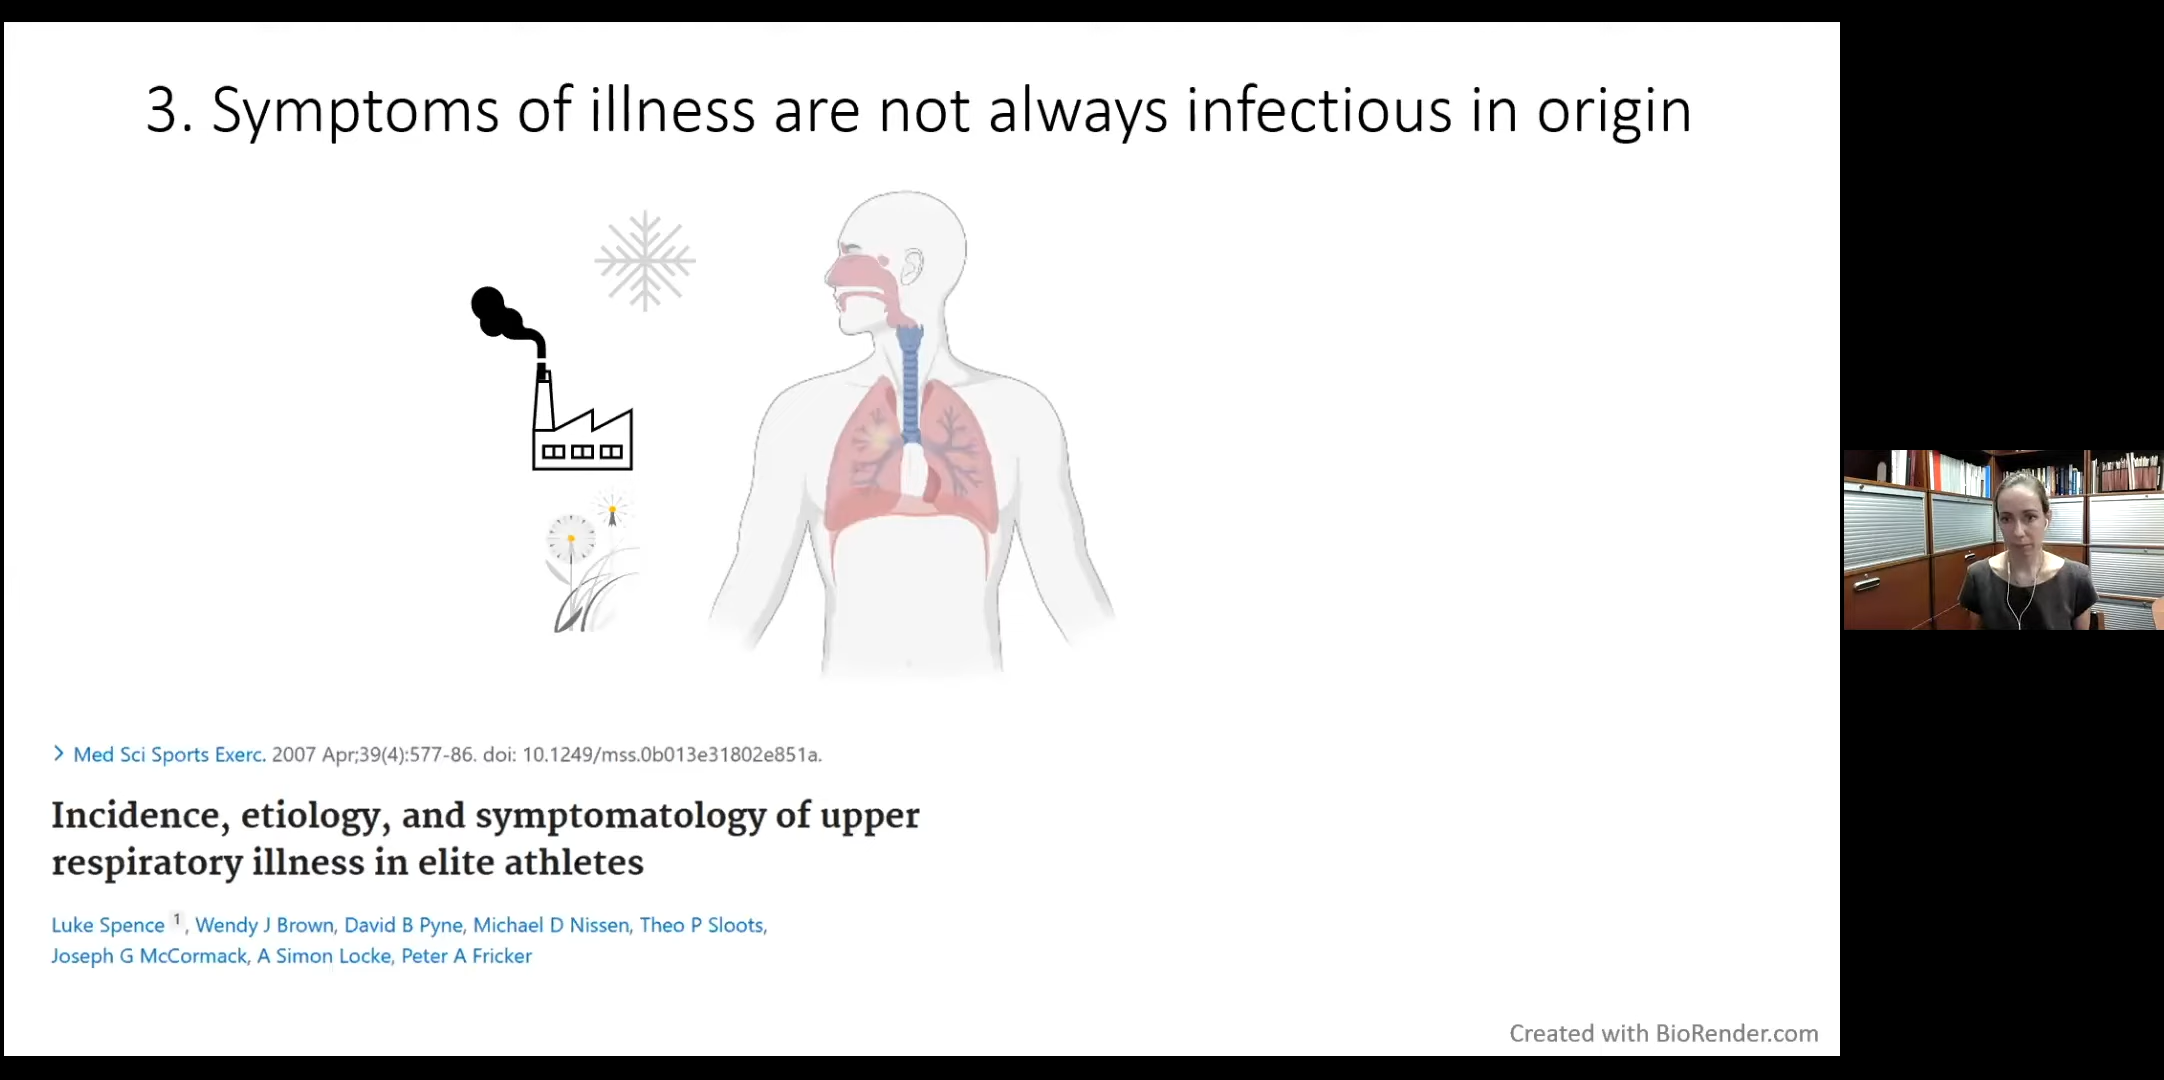 3. Symptoms of illness are not always infectious in origin
> Med Sci Sports Exerc. 2007 Apr;39(4):577-86. doi: 10.1249/mss.0b013e31802e851a.
Incidence, etiology, and symptomatology of upper
respiratory illness in elite athletes
Luke Spence 1, Wendy J Brown, David B Pyne, Michael D Nissen, Theo P Sloots,
Joseph G McCormack, A Simon Locke, Peter A Fricker
Created with BioRender.com